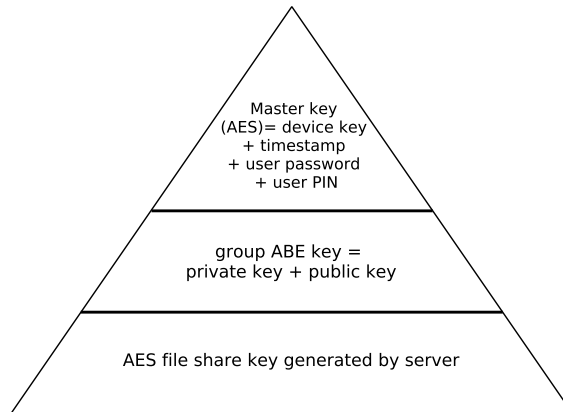 Master key
(AES)= device key
+ timestamp
+ user password
+ user PIN
group ABE key =
private key + public key
AES file share key generated by server